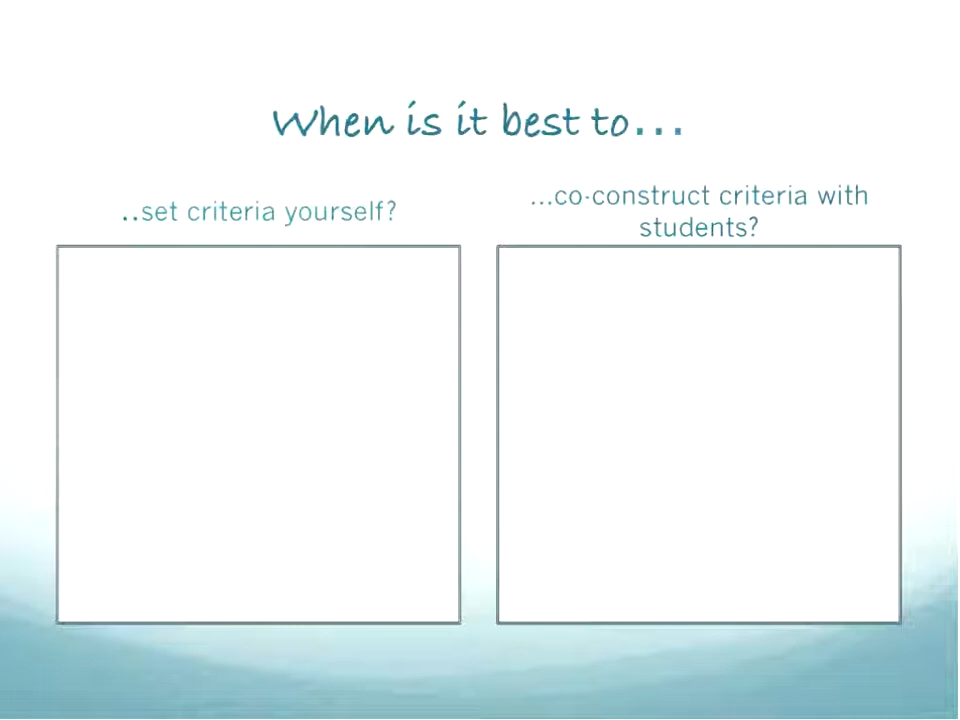 When is it best to...
..set criteria yourself?
...co-construct criteria with
students?